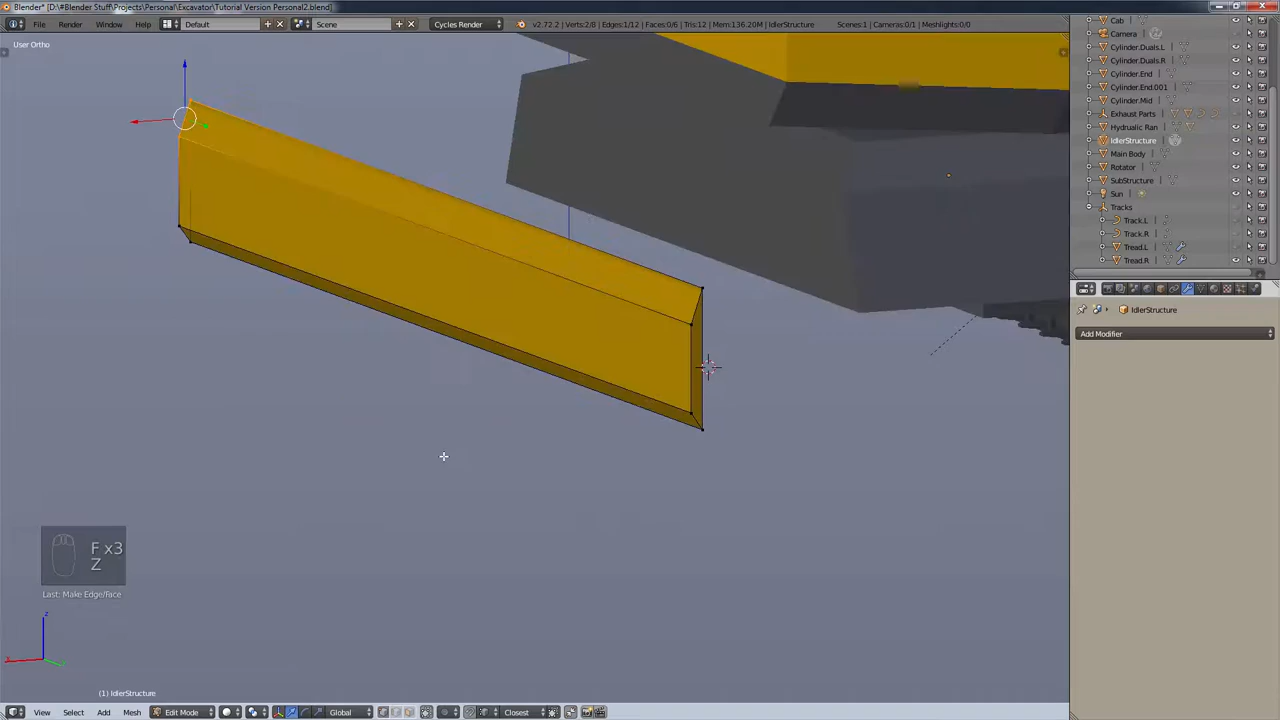 Blender* [D:\#Blender Stuff\Projects\Personal\Excavator\Tutorial Version Personal2.blend]
File Render Window Help Default Scene Cycles Render v2.72.2 | Verts:2/8 | Edges:1/12 | Faces:0/6 | Tris:12 | Mem:136.20M | IdlerStructure Scenes:1 | Cameras:0/1 | Meshlights:0/0
User Ortho
Cab
Camera
Cylinder.Duals.L
Cylinder.Duals.R
Cylinder.End
Cylinder.End.001
Cylinder.Mid
Exhaust Parts
Hydrualic Ran
IdlerStructure
Main Body
Rotator
SubStructure
Sun
Tracks
Track.L
Track.R
Tread.L
Tread.R
IdlerStructure
Add Modifier
F x3
Z
Last: Make Edge/Face
z
x
y
(1) IdlerStructure
View Select Add Mesh Edit Mode Global Closest